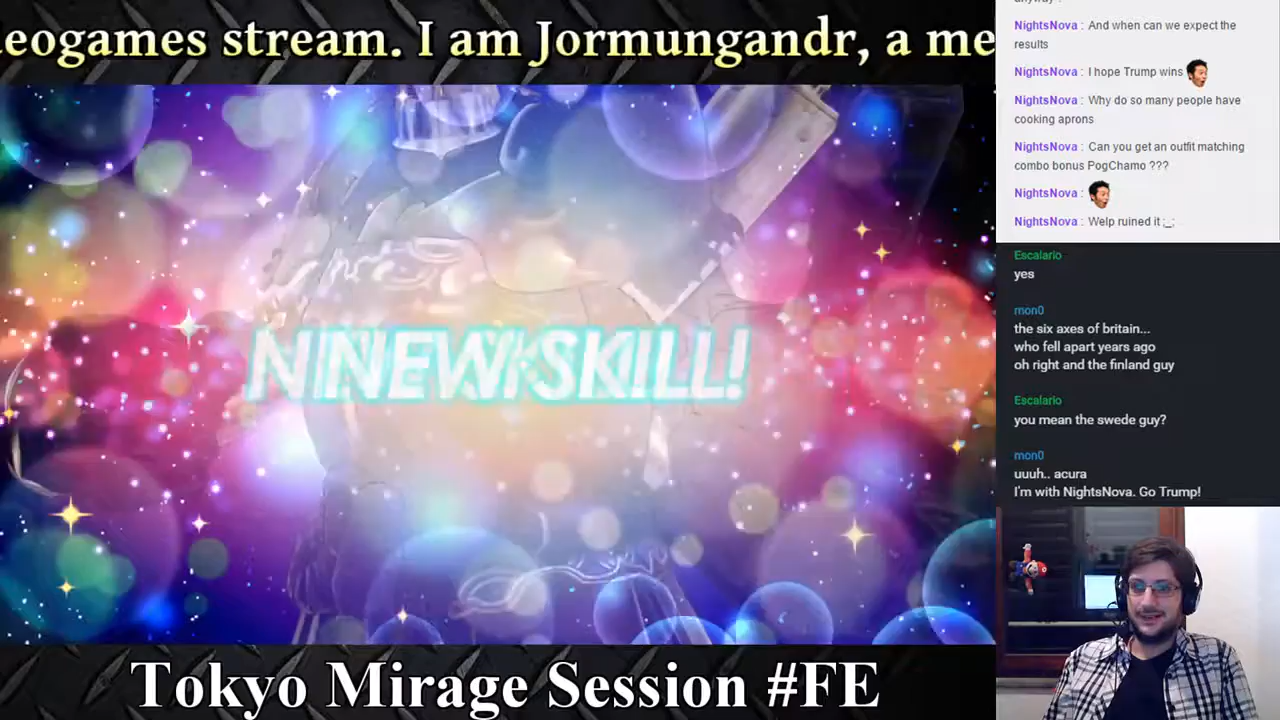 eogames stream. I am Jormungandr, a me
NEW SKILL!
Tokyo Mirage Session #FE
NightsNova : And when can we expect the
results
NightsNova : I hope Trump wins
NightsNova : Why do so many people have
cooking aprons
NightsNova : Can you get an outfit matching
combo bonus PogChamo ???
NightsNova :
NightsNova : Welp ruined it ;_;
Escalario
yes
mon0
the six axes of britain...
who fell apart years ago
oh right and the finland guy
Escalario
you mean the swede guy?
mon0
uuuh.. acura
I'm with NightsNova. Go Trump!